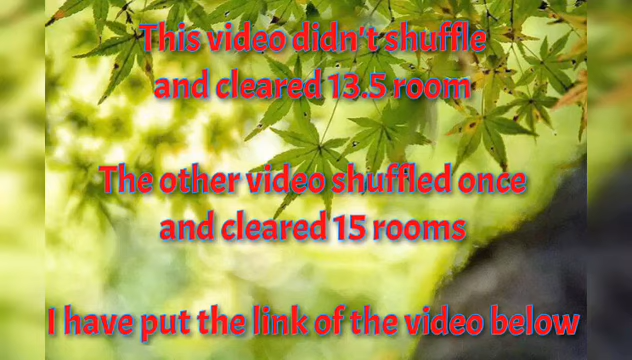 This video didn't shuffle
and cleared 13.5 room
The other video shuffled once
and cleared 15 rooms
I have put the link of the video below